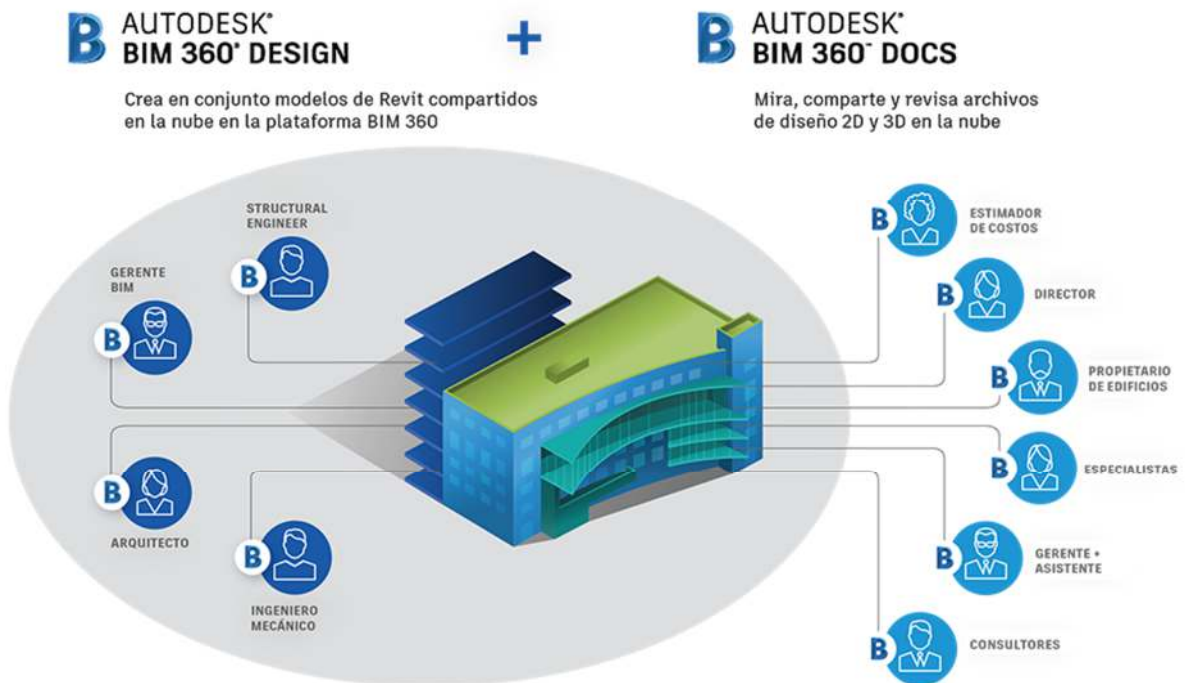 AUTODESK®
BIM 360® DESIGN
Crea en conjunto modelos de Revit compartidos
en la nube en la plataforma BIM 360
+
AUTODESK®
BIM 360™ DOCS
Mira, comparte y revisa archivos
de diseño 2D y 3D en la nube
STRUCTURAL
ENGINEER
GERENTE
BIM
ARQUITECTO
INGENIERO
MECÁNICO
ESTIMADOR
DE COSTOS
DIRECTOR
PROPIETARIO
DE EDIFICIOS
ESPECIALISTAS
GERENTE +
ASISTENTE
CONSULTORES